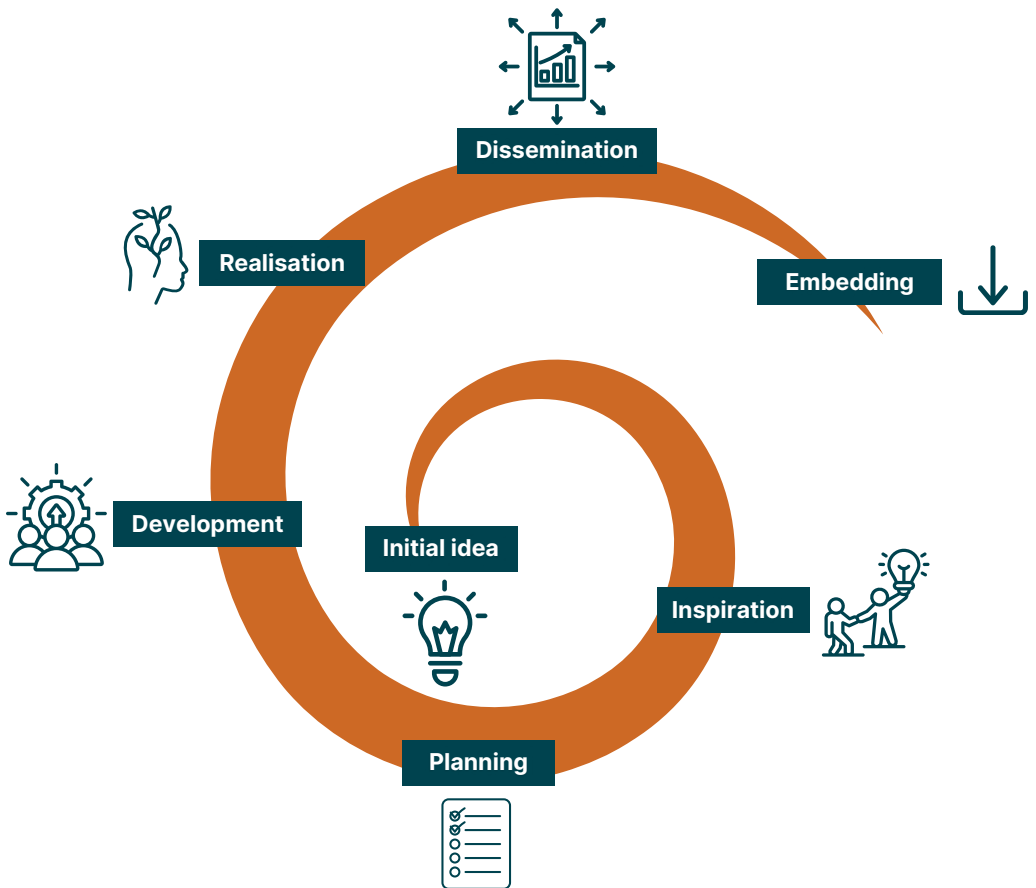 Dissemination
Realisation
Embedding
Development
Initial idea
Inspiration
Planning